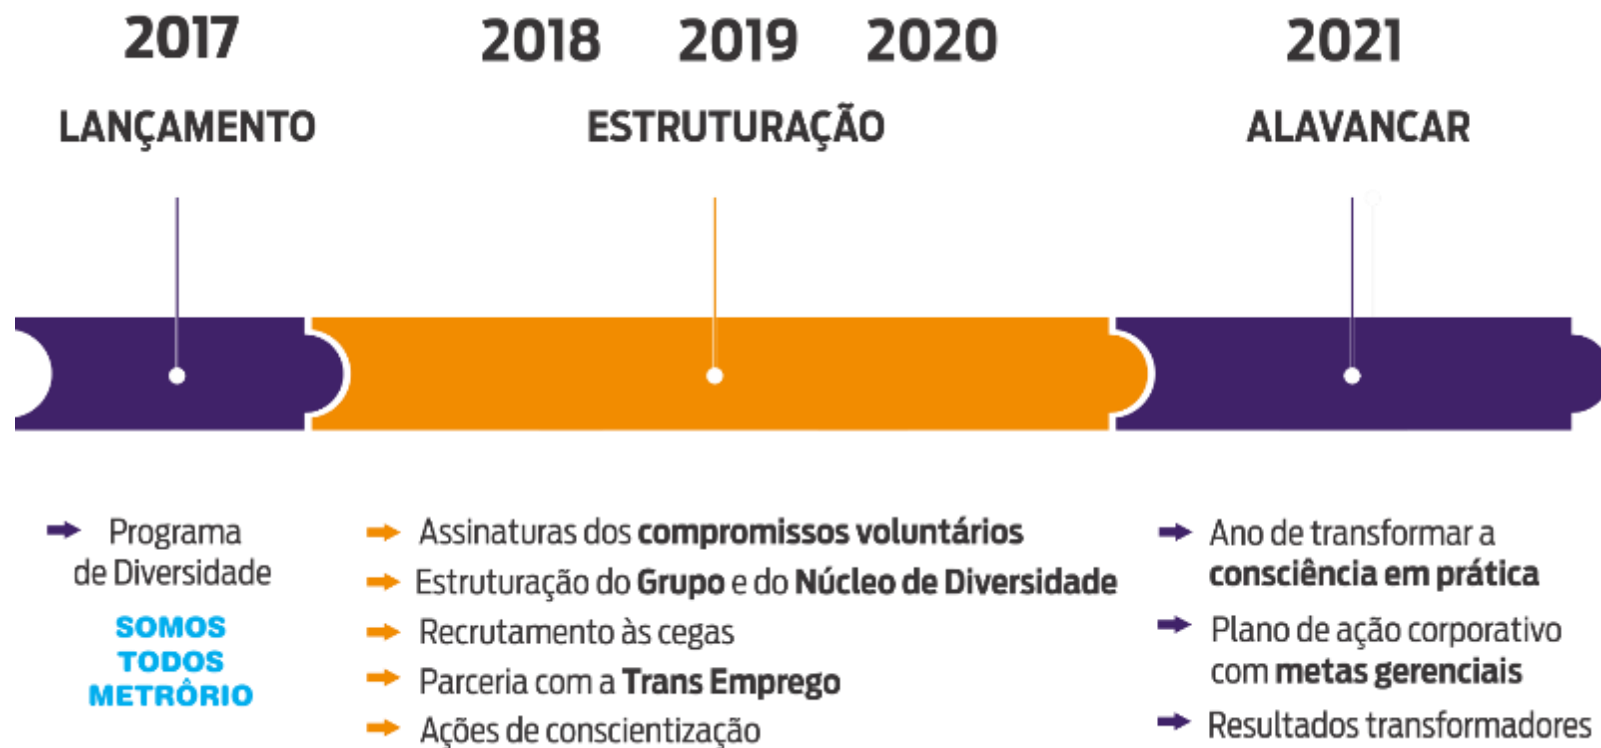 2017
2018 2019 2020
2021
LANÇAMENTO
ESTRUTURAÇÃO
ALAVANCAR
Programa
de Diversidade
SOMOS
TODOS
METRÔRIO
Assinaturas dos compromissos voluntários
Estruturação do Grupo e do Núcleo de Diversidade
Recrutamento às cegas
Parceria com a Trans Emprego
Ações de conscientização
Ano de transformar a
consciência em prática
Plano de ação corporativo
com metas gerenciais
Resultados transformadores